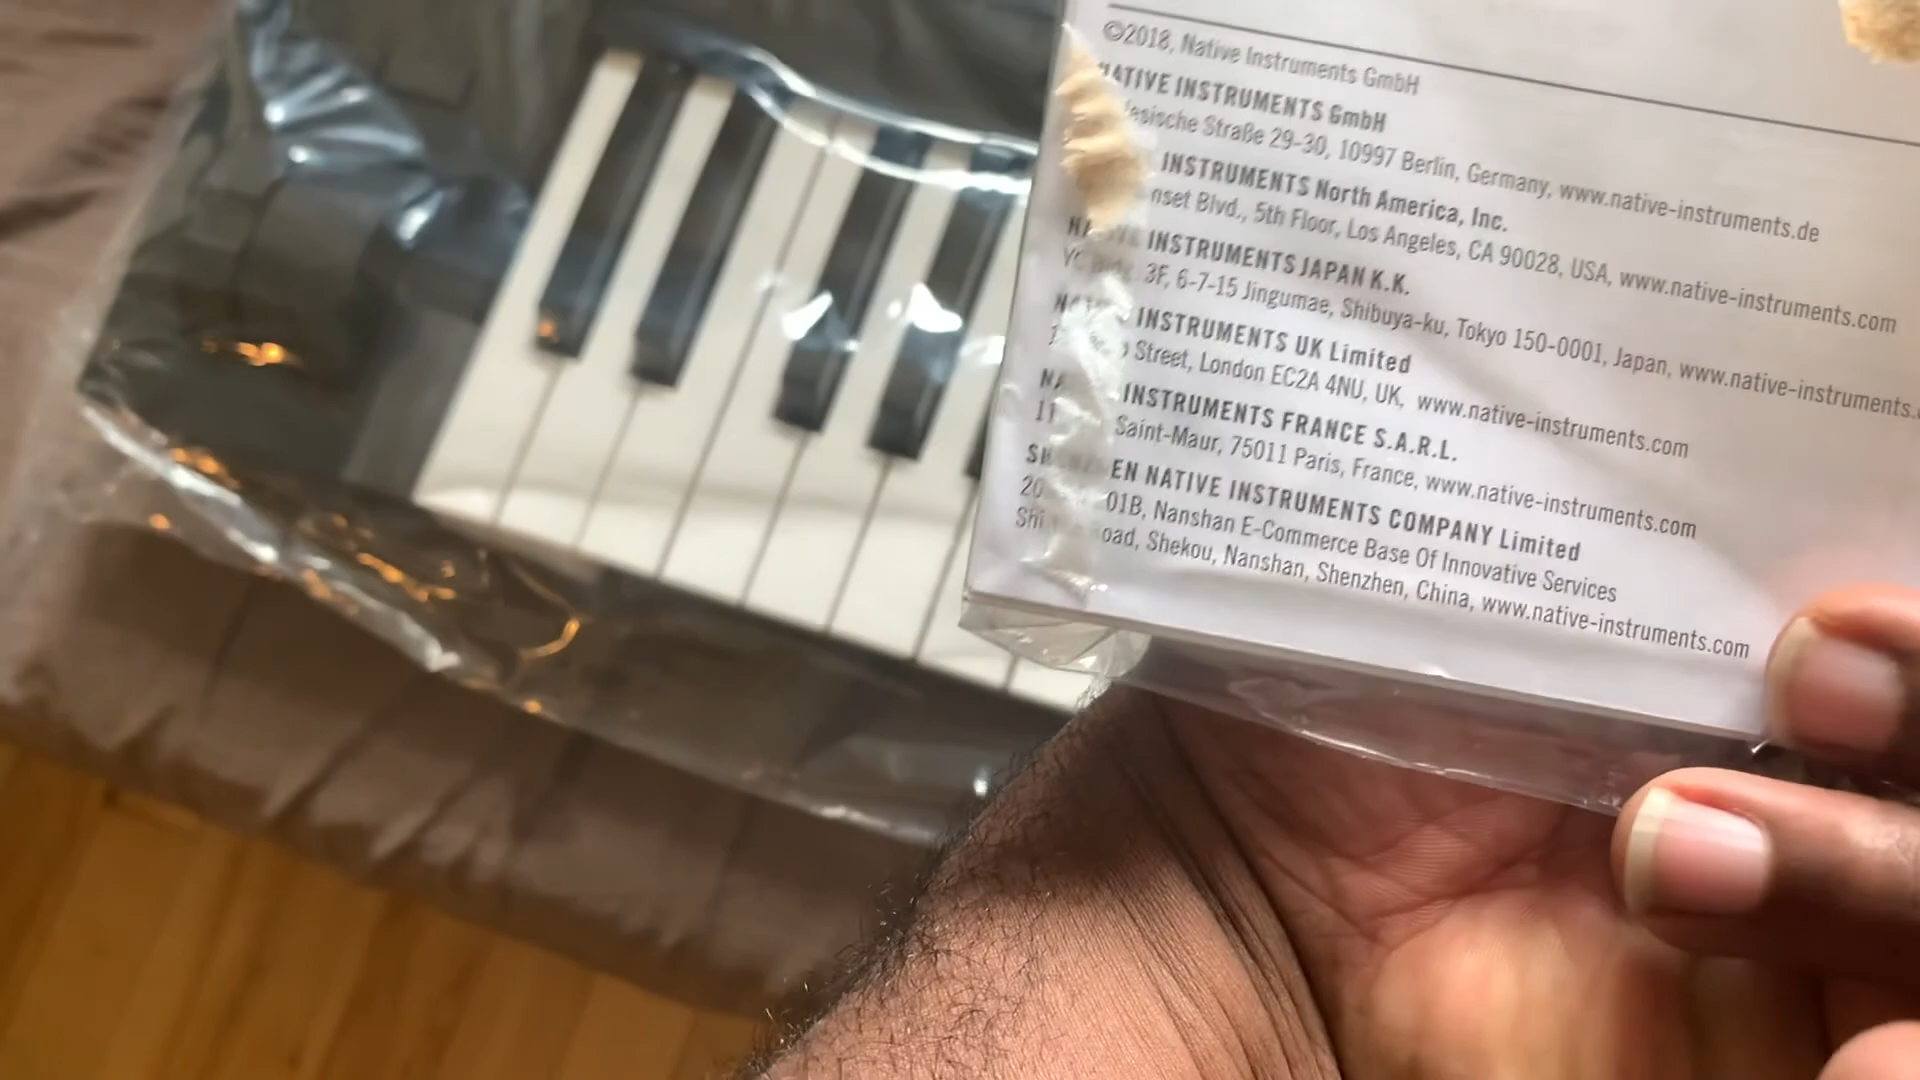 ©2018, Native Instruments GmbH
NATIVE INSTRUMENTS GmbH
Straße 29-30, 10997 Berlin, Germany, www.native-instruments.de
INSTRUMENTS North America, Inc.
Blvd., 5th Floor, Los Angeles, CA 90028, USA, www.native-instruments.com
INSTRUMENTS JAPAN K.K.
3F, 6-7-15 Jingumae, Shibuya-ku, Tokyo 150-0001, Japan, www.native-instruments.
INSTRUMENTS UK Limited
Street, London EC2A 4NU, UK, www.native-instruments.com
INSTRUMENTS FRANCE S.A.R.L.
Saint-Maur, 75011 Paris, France, www.native-instruments.com
EN NATIVE INSTRUMENTS COMPANY Limited
01B, Nanshan E-Commerce Base Of Innovative Services
oad, Shekou, Nanshan, Shenzhen, China, www.native-instruments.com